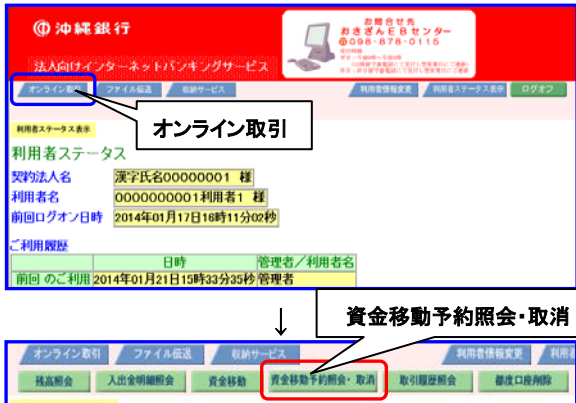 沖縄銀行
お問合せ先
おきぎんEBセンター
098-878-0115
法人向けインターネットバンキングサービス
オンライン取引 ファイル伝送 収納サービス 利用者情報変更 利用者ステータス表示 ログオフ
オンライン取引
利用者ステータス表示
利用者ステータス
契約法人名 漢字氏名00000001 様
利用者名 0000000001利用者1 様
前回ログオン日時 2014年01月17日16時11分02秒
ご利用履歴
日時 管理者/利用者名
前回 のご利用 2014年01月21日15時33分35秒 管理者
↓
資金移動予約照会・取消
オンライン取引 ファイル伝送 収納サービス 利用者情報変更 利用者
残高照会 入出金明細照会 資金移動 資金移動予約照会・取消 取引履歴照会 都度口座削除